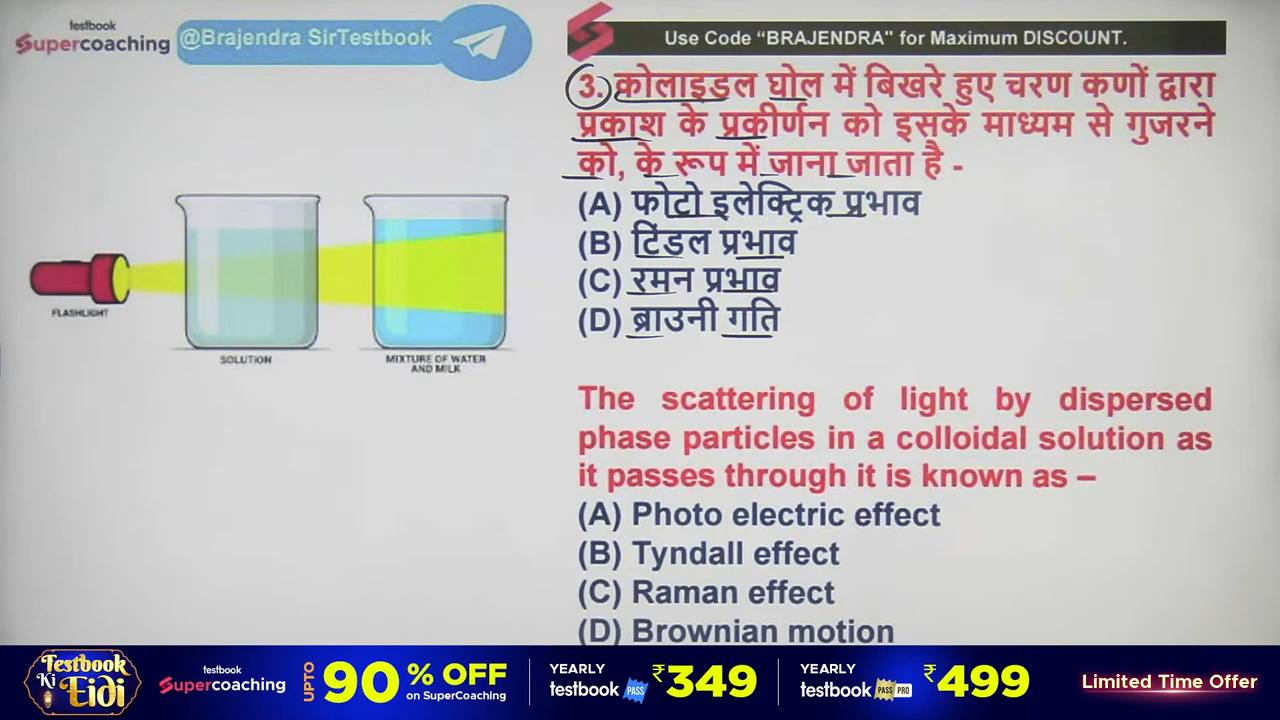 testbook
Supercoaching
@Brajendra SirTestbook
Use Code “BRAJENDRA" for Maximum DISCOUNT.
3. कोलाइडल घोल में बिखरे हुए चरण कणों द्वारा
प्रकाश के प्रकीर्णन को इसके माध्यम से गुजरने
को, के रूप में जाना जाता है -
(A) फोटो इलेक्ट्रिक प्रभाव
(B) टिंडल प्रभाव
(C) रमन प्रभाव
(D) ब्राउनी गति
FLASHLIGHT
SOLUTION
MIXTURE OF WATER
AND MILK
The scattering of light by dispersed
phase particles in a colloidal solution as
it passes through it is known as –
(A) Photo electric effect
(B) Tyndall effect
(C) Raman effect
(D) Brownian motion
Testbook
Ki Eidi
testbook
Supercoaching
UPTO 90% OFF
on SuperCoaching
YEARLY
testbook PASS ₹349
YEARLY
testbook PASS PRO ₹499
Limited Time Offer